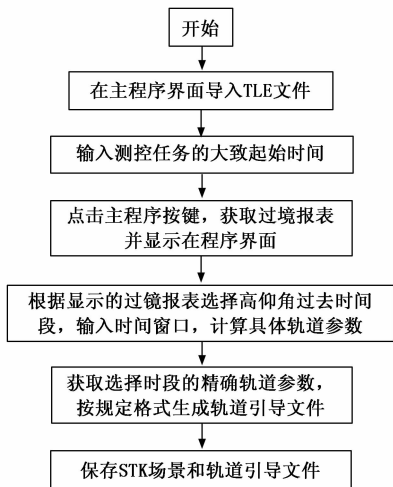 开始
在主程序界面导入TLE文件
输入测控任务的大致起始时间
点击主程序按键，获取过境报表
并显示在程序界面
根据显示的过镜报表选择高仰角过去时间
段，输入时间窗口，计算具体轨道参数
获取选择时段的精确轨道参数，
按规定格式生成轨道引导文件
保存STK场景和轨道引导文件